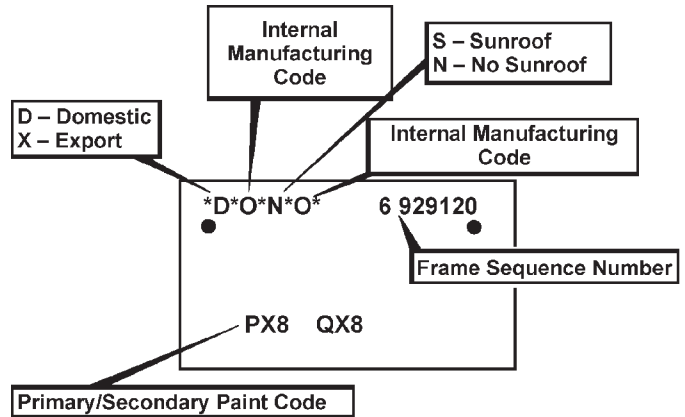 Internal
Manufacturing
Code
S – Sunroof
N – No Sunroof
D – Domestic
X – Export
Internal Manufacturing
Code
*D*O*N*O* 6 929120
Frame Sequence Number
PX8 QX8
Primary/Secondary Paint Code